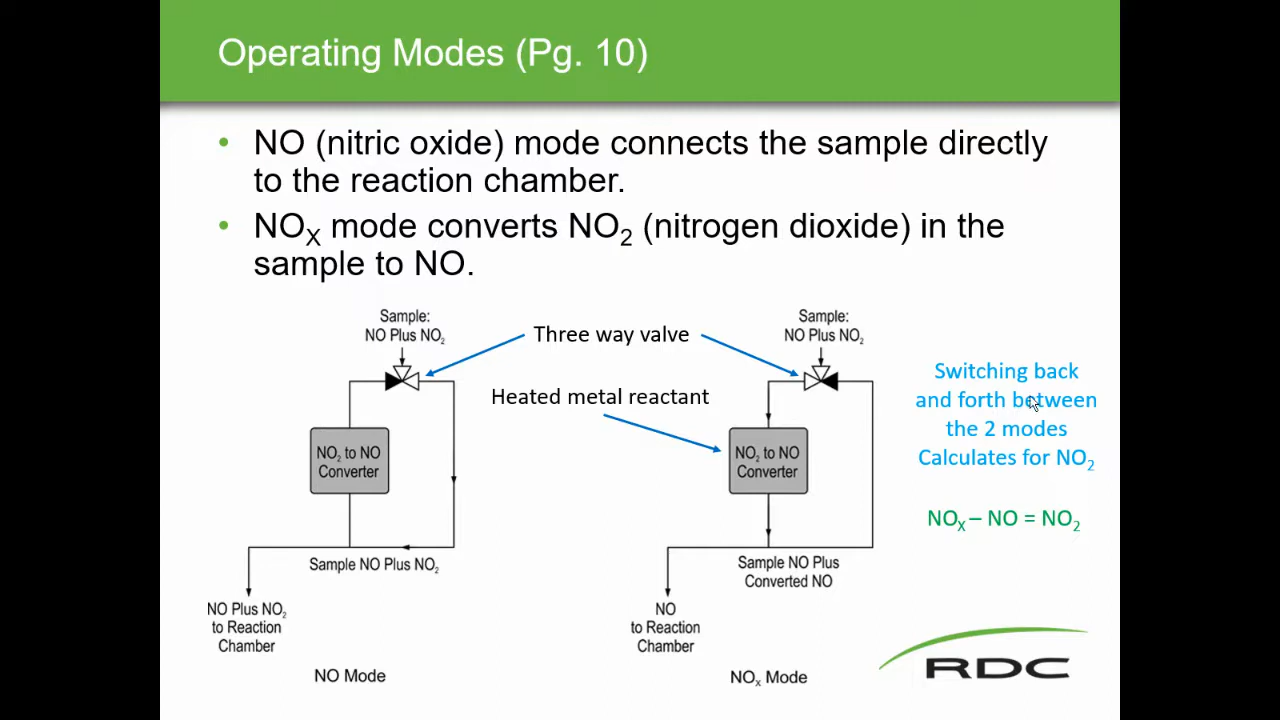 Operating Modes (Pg. 10)
• NO (nitric oxide) mode connects the sample directly
to the reaction chamber.
• NOX mode converts NO2 (nitrogen dioxide) in the
sample to NO.
Sample:
NO Plus NO2
Three way valve
Sample:
NO Plus NO2
Heated metal reactant
Switching back
and forth between
the 2 modes
Calculates for NO2
NO2 to NO
Converter
NO2 to NO
Converter
NOX – NO = NO2
Sample NO Plus NO2
Sample NO Plus
Converted NO
NO Plus NO2
to Reaction
Chamber
NO
to Reaction
Chamber
NO Mode
NOx Mode
RDC